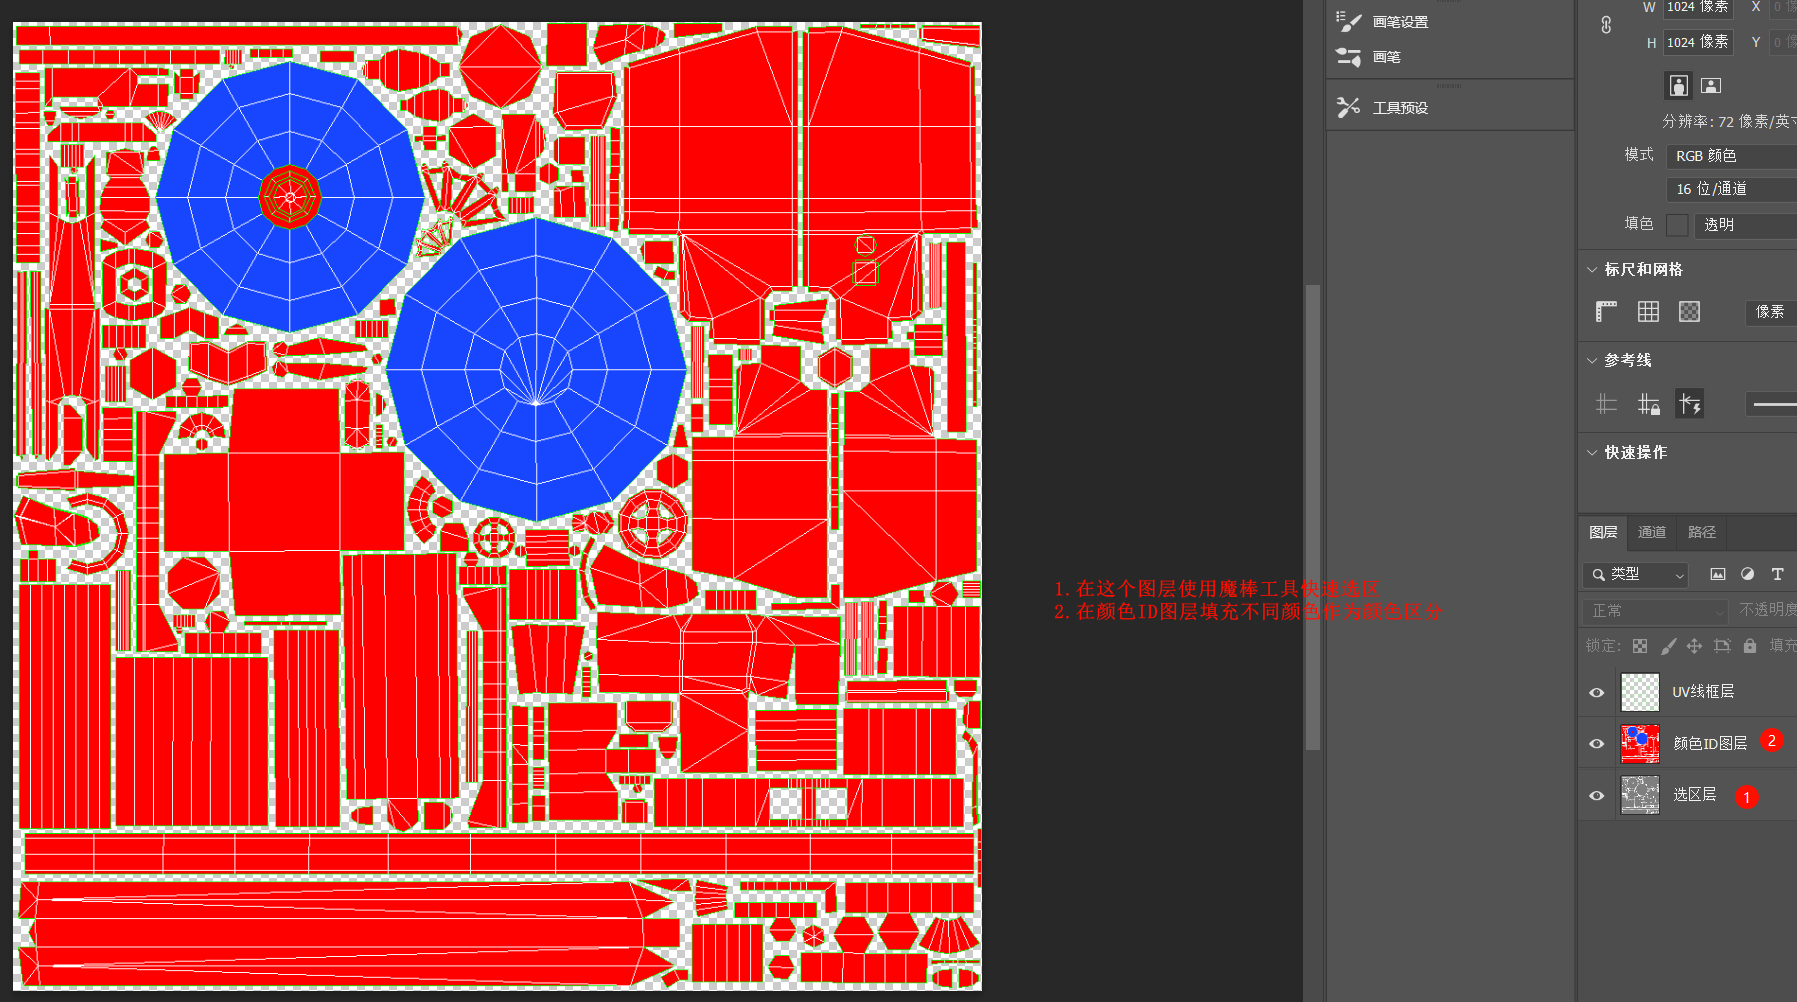 画笔设置
画笔
工具预设
W 1024 像素 X
H 1024 像素 Y
分辨率: 72 像素/英寸
模式 RGB 颜色
16 位/通道
填色 透明
标尺和网格
像素
参考线
快速操作
图层 通道 路径
类型
正常 不透明度
锁定: 填充
UV线框层
颜色ID图层 2
选区层 1
1.在这个图层使用魔棒工具快速选区
2.在颜色ID图层填充不同颜色作为颜色区分